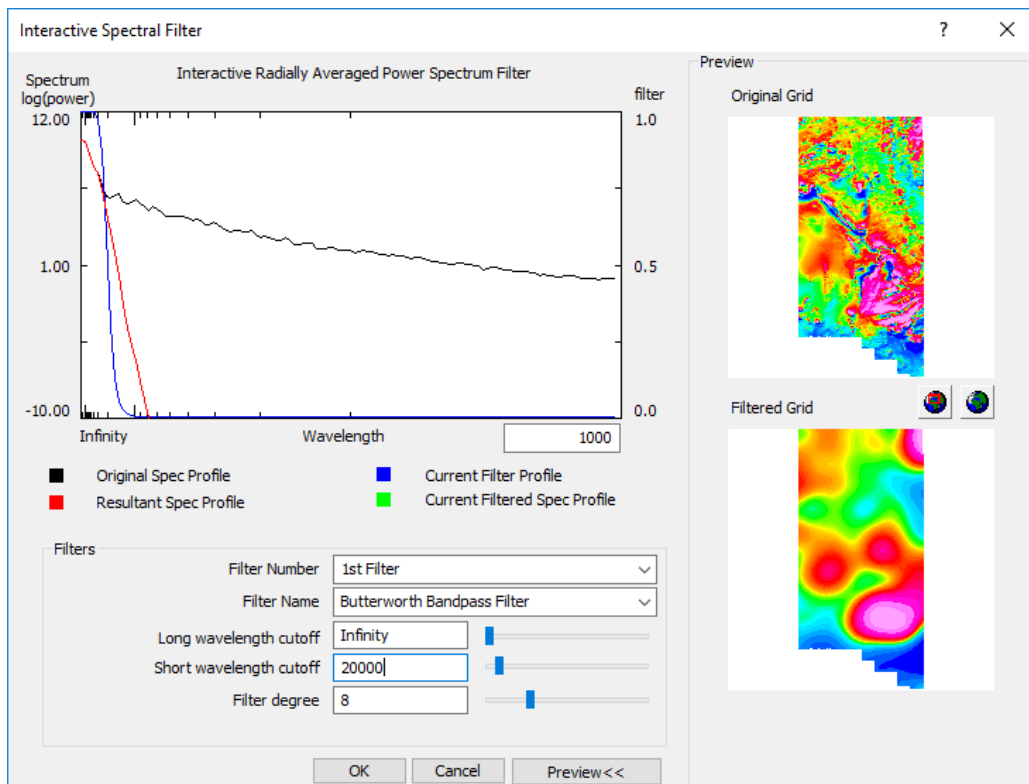 Interactive Spectral Filter
?
Preview
Interactive Radially Averaged Power Spectrum Filter
Spectrum
log(power)
filter
Original Grid
12.00
1.0
1.00
0.5
-10.00
0.0
Filtered Grid
Infinity
Wavelength
1000
Original Spec Profile
Current Filter Profile
Resultant Spec Profile
Current Filtered Spec Profile
Filters
Filter Number
1st Filter
Filter Name
Butterworth Bandpass Filter
Long wavelength cutoff
Infinity
Short wavelength cutoff
20000
Filter degree
8
OK
Cancel
Preview<<